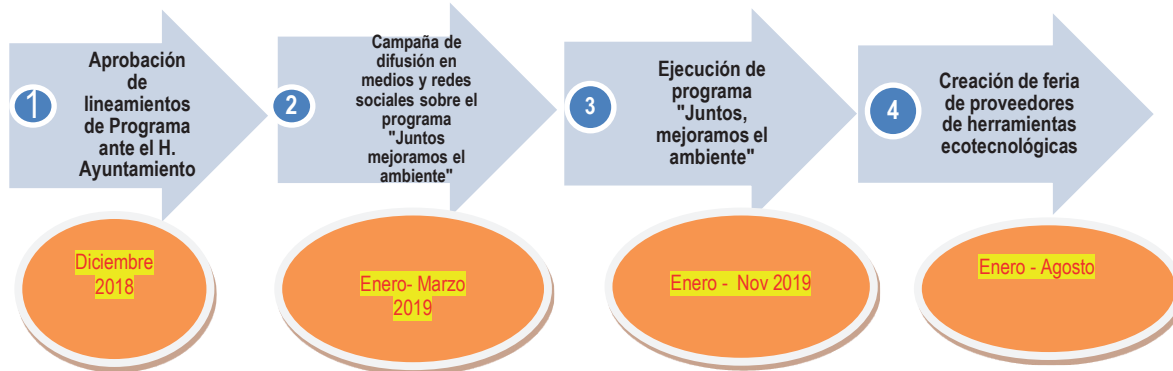 1
Aprobación
de
lineamientos
de Programa
ante el H.
Ayuntamiento
2
Campaña de
difusión en
medios y redes
sociales sobre el
programa
"Juntos
mejoramos el
ambiente"
3
Ejecución de
programa
"Juntos,
mejoramos el
ambiente"
4
Creación de feria
de proveedores
de herramientas
ecotecnológicas
Diciembre
2018
Enero- Marzo
2019
Enero - Nov 2019
Enero - Agosto